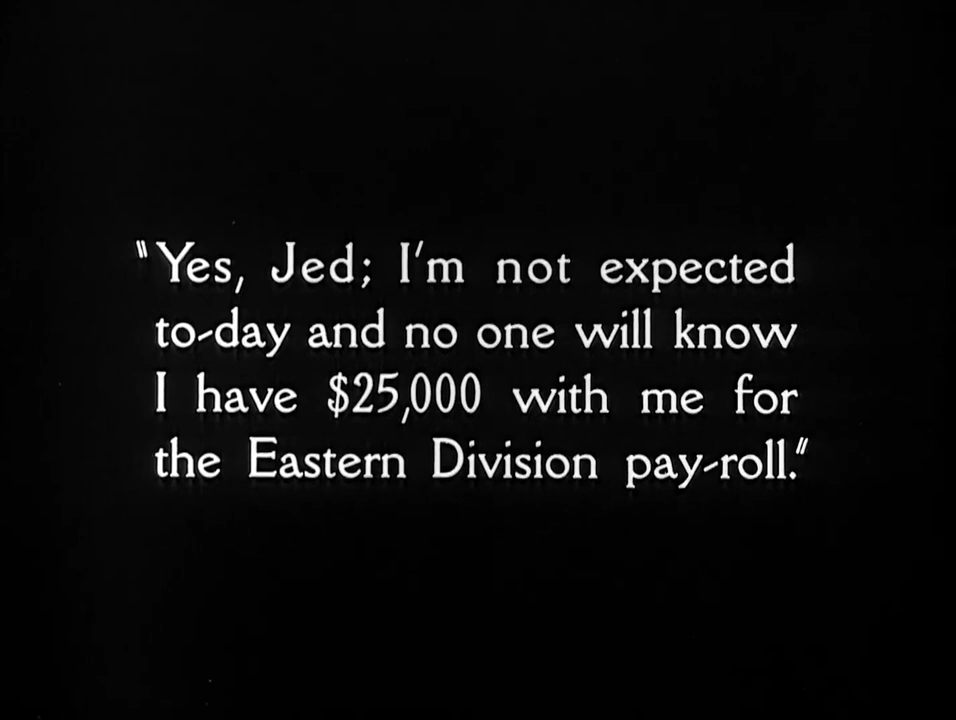 "Yes, Jed; I'm not expected
to-day and no one will know
I have $25,000 with me for
the Eastern Division pay-roll."